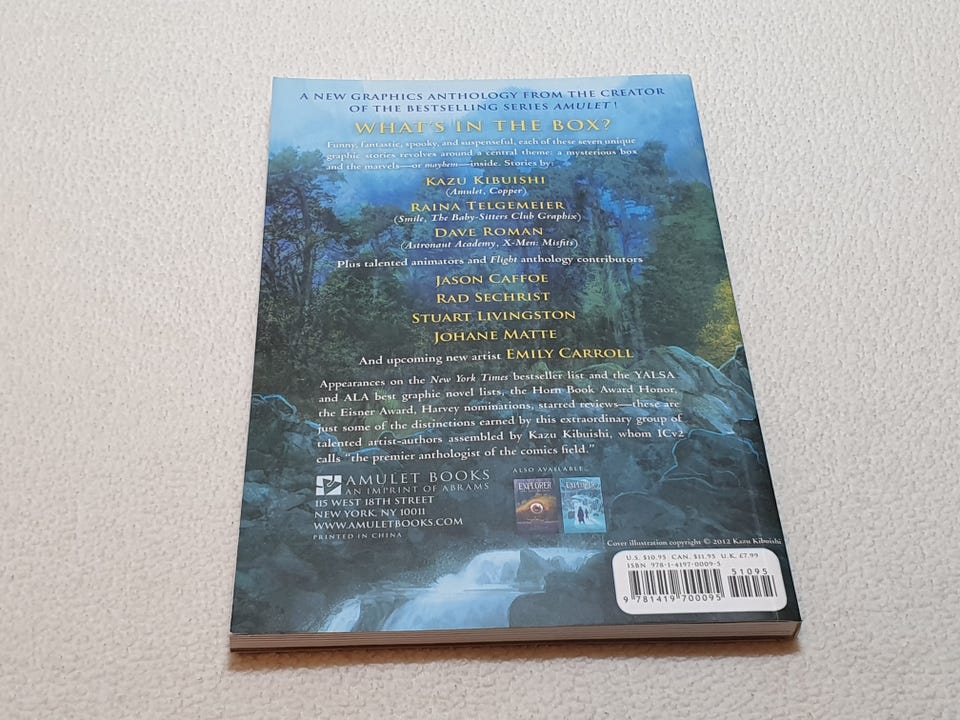 A NEW GRAPHICS ANTHOLOGY FROM THE CREATOR
OF THE BESTSELLING SERIES AMULET!
WHAT'S IN THE BOX?
Funny, fantastic, spooky, and suspenseful, each of these seven unique
graphic stories revolves around a central theme: a mysterious box
and the marvels—or mayhem—inside. Stories by:
KAZU KIBUISHI
(Amulet, Copper)
RAINA TELGEMEIER
(Smile, The Baby-Sitters Club Graphix)
DAVE ROMAN
(Astronaut Academy, X-Men: Misfits)
Plus talented animators and Flight anthology contributors
JASON CAFFOE
RAD SECHRIST
STUART LIVINGSTON
JOHANE MATTE
And upcoming new artist EMILY CARROLL
Appearances on the New York Times bestseller list and the YALSA
and ALA best graphic novel lists, the Horn Book Award Honor,
the Eisner Award, Harvey nominations, starred reviews—these are
just some of the distinctions earned by this extraordinary group of
talented artist-authors assembled by Kazu Kibuishi, whom ICv2
calls "the premier anthologist of the comics field."
AMULET BOOKS
AN IMPRINT OF ABRAMS
115 WEST 18TH STREET
NEW YORK, NY 10011
WWW.AMULETBOOKS.COM
PRINTED IN CHINA
ALSO AVAILABLE...
EXPLORER
EXPLORER
Cover illustration copyright © 2012 Kazu Kibuishi
U.S. $10.95 CAN. $11.95 U.K. £7.99
ISBN 978-1-4197-0009-5
51095
9 781419 700095